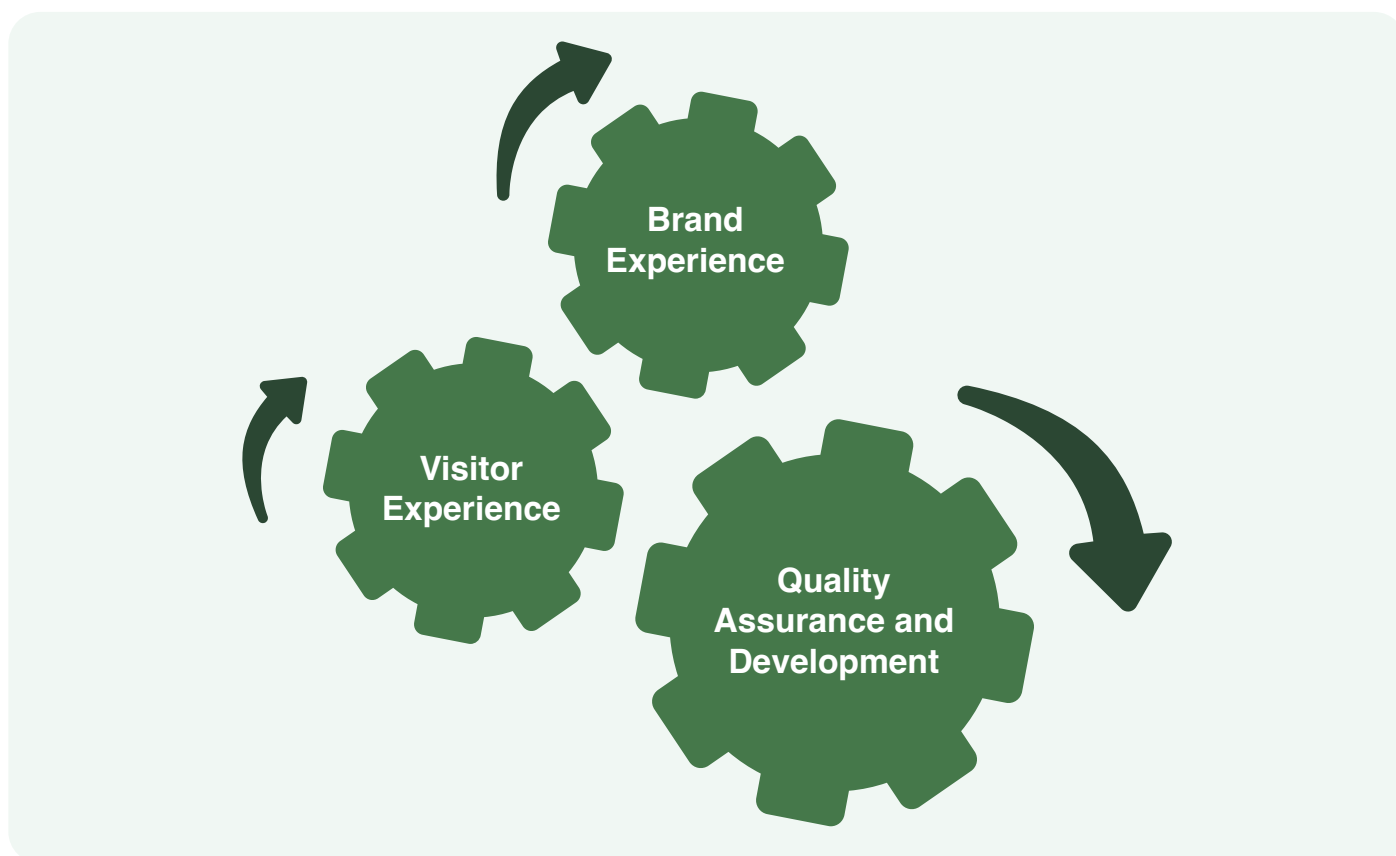 Brand
Experience
Visitor
Experience
Quality
Assurance and
Development